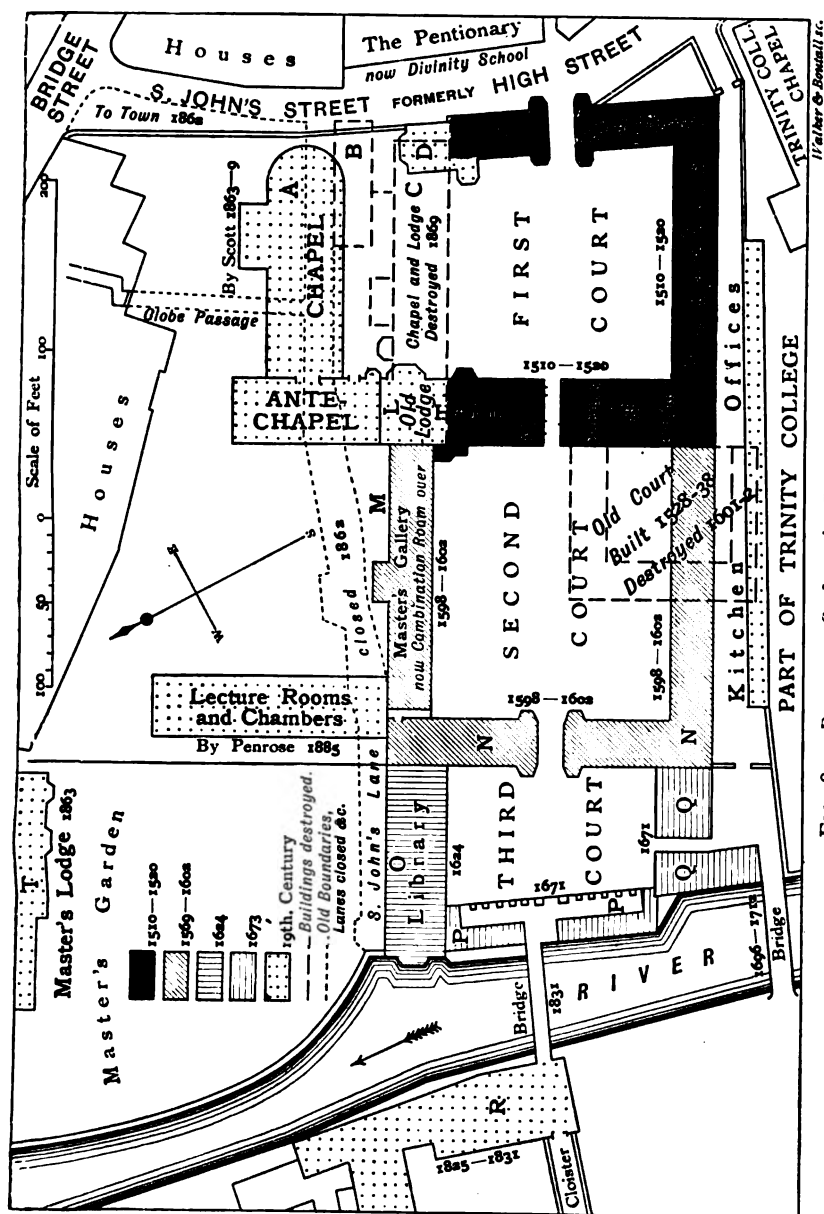 BRIDGE
STREET
Houses
The Pentionary
now Divinity School
S. JOHN'S STREET FORMERLY HIGH STREET
To Town 1862
TRINITY COLL.
CHAPEL
Walker & Boutall sc.
Scale of Feet
100
50
0
100
200
Houses
Globe Passage
By Scott 1863-9
A
CHAPEL
ANTE-
CHAPEL
B
C
D
Chapel and Lodge
Destroyed 1869
L
Old
Lodge
E
FIRST
COURT
1510-1520
1510-1520
S
W
closed 1862
M
Masters Gallery
now Combination Room over
1598-1602
SECOND
COURT
Old Court
Built 1528-38
Destroyed 1601-2
1598-1602
1598-1602
Kitchen Offices
PART OF TRINITY COLLEGE
Lecture Rooms
and Chambers
By Penrose 1885
S. John's Lane
N
N
T
Master's Lodge 1863
Master's Garden
1510-1520
1569-1602
1624
1673
19th. Century
Buildings destroyed.
Old Boundaries,
Lanes closed &c.
O
Library
1624
THIRD
COURT
1671
1671
P
P
Q
Q
RIVER
Bridge
1831
1696-1712
Bridge
R
1825-1831
Cloister